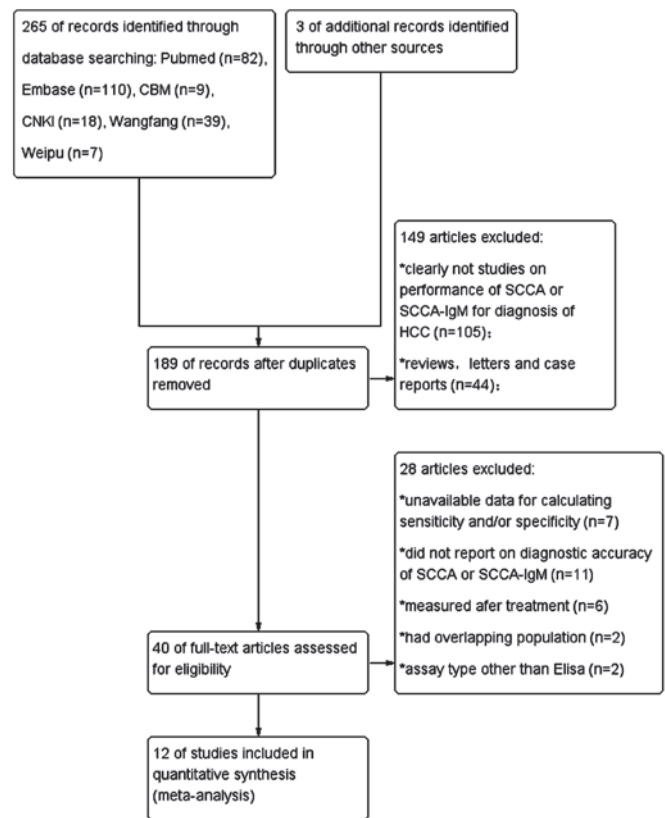 265 of records identified through
database searching: Pubmed (n=82),
Embase (n=110), CBM (n=9),
CNKI (n=18), Wangfang (n=39),
Weipu (n=7)
3 of additional records identified
through other sources
149 articles excluded:
*clearly not studies on
performance of SCCA or
SCCA-IgM for diagnosis of
HCC (n=105);
*reviews, letters and case
reports (n=44);
189 of records after duplicates
removed
28 articles excluded:
*unavailable data for calculating
sensiticity and/or specificity (n=7)
*did not report on diagnostic accuracy
of SCCA or SCCA-IgM (n=11)
*measured afer treatment (n=6)
*had overlapping population (n=2)
*assay type other than Elisa (n=2)
40 of full-text articles assessed
for eligibility
12 of studies included in
quantitative synthesis
(meta-analysis)